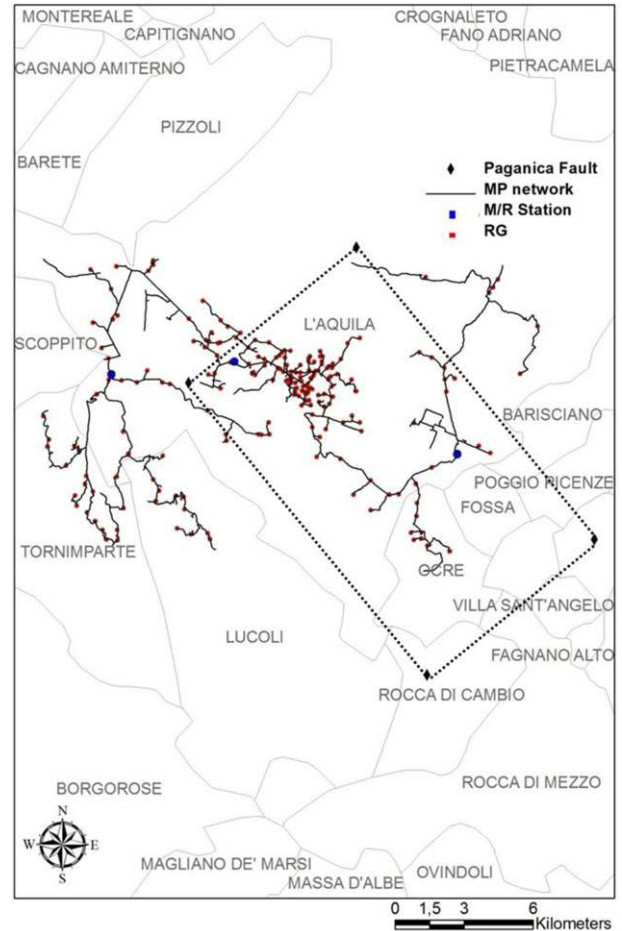 MONTEREALE
CROGNALETO
CAPITIGNANO
FANO ADRIANO
CAGNANO AMITERNO
PIETRACAMELA
PIZZOLI
BARETE
Paganica Fault
MP network
M/R Station
RG
L'AQUILA
SCOPPITO
BARISCIANO
POGGIO PICENZE
FOSSA
TORNIMPARTE
OCRE
VILLA SANT'ANGELO
LUCOLI
FAGNANO ALTO
ROCCA DI CAMBIO
ROCCA DI MEZZO
BORGOROSE
N
W E
S
MAGLIANO DE' MARSI
OVINDOLI
MASSA D'ALBE
0 1,5 3 6
Kilometers